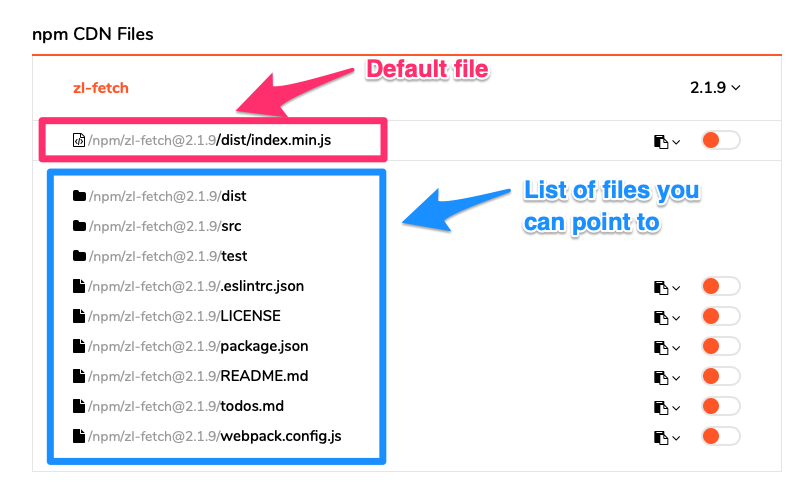 npm CDN Files
Default file
zl-fetch
2.1.9
/npm/zl-fetch@2.1.9/dist/index.min.js
List of files you
can point to
/npm/zl-fetch@2.1.9/dist
/npm/zl-fetch@2.1.9/src
/npm/zl-fetch@2.1.9/test
/npm/zl-fetch@2.1.9/.eslintrc.json
/npm/zl-fetch@2.1.9/LICENSE
/npm/zl-fetch@2.1.9/package.json
/npm/zl-fetch@2.1.9/README.md
/npm/zl-fetch@2.1.9/todos.md
/npm/zl-fetch@2.1.9/webpack.config.js